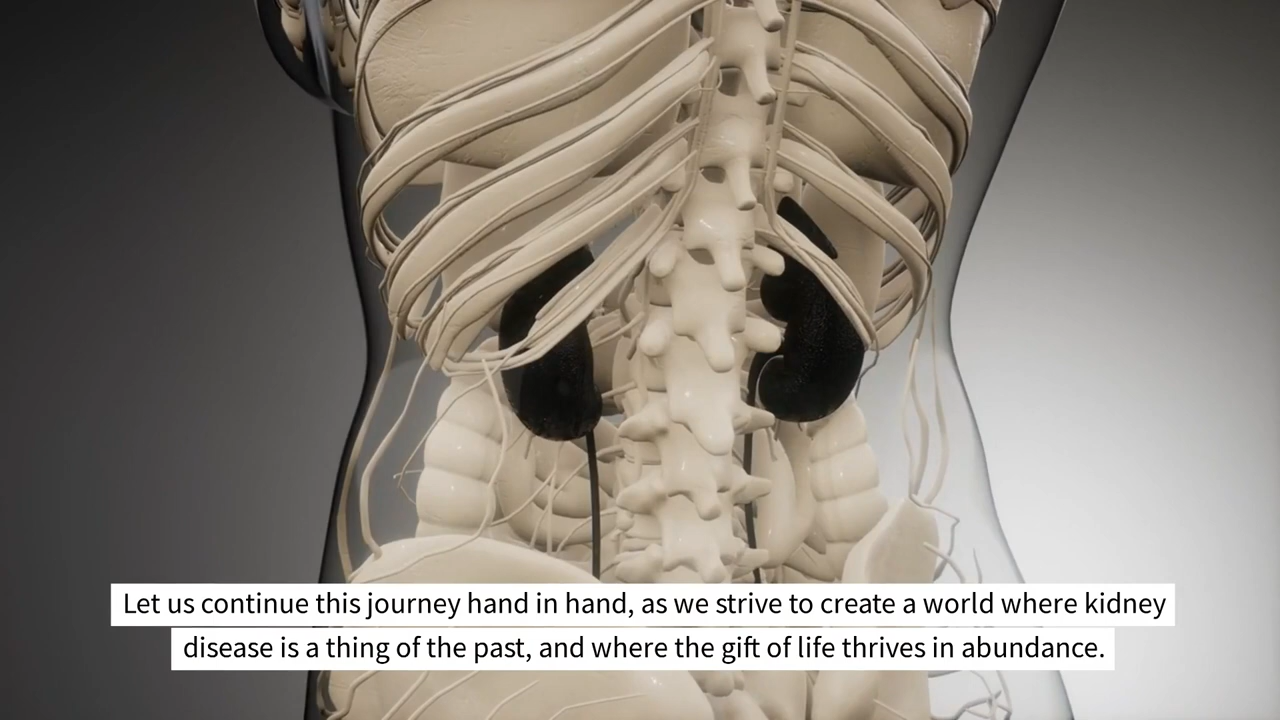 Let us continue this journey hand in hand, as we strive to create a world where kidney
disease is a thing of the past, and where the gift of life thrives in abundance.